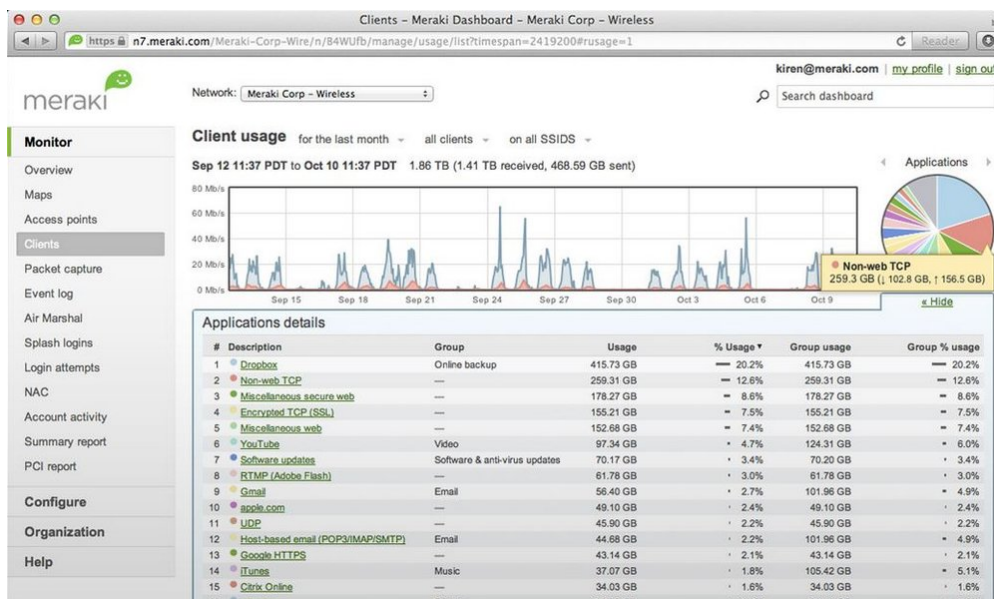 Clients – Meraki Dashboard – Meraki Corp – Wireless
https n7.meraki.com/Meraki-Corp-Wire/n/84WUfb/manage/usage/list?timespan=2419200#rusage=1
Reader
kiren@meraki.com | my profile | sign out
meraki
Network: Meraki Corp – Wireless
Search dashboard
Monitor
Overview
Maps
Access points
Clients
Packet capture
Event log
Air Marshal
Splash logins
Login attempts
NAC
Account activity
Summary report
PCI report
Configure
Organization
Help
Client usage for the last month all clients on all SSIDS
Sep 12 11:37 PDT to Oct 10 11:37 PDT 1.86 TB (1.41 TB received, 468.59 GB sent)
Applications
80 Mb/s
60 Mb/s
40 Mb/s
20 Mb/s
0 Mb/s
Sep 15 Sep 18 Sep 21 Sep 24 Sep 27 Sep 30 Oct 3 Oct 6 Oct 9
Non-web TCP
259.3 GB (↓ 102.8 GB, ↑ 156.5 GB)
« Hide
Applications details
# Description Group Usage % Usage ▼ Group usage Group % usage
1 Dropbox Online backup 415.73 GB 20.2% 415.73 GB 20.2%
2 Non-web TCP — 259.31 GB 12.6% 259.31 GB 12.6%
3 Miscellaneous secure web — 178.27 GB 8.6% 178.27 GB 8.6%
4 Encrypted TCP (SSL) — 155.21 GB 7.5% 155.21 GB 7.5%
5 Miscellaneous web — 152.68 GB 7.4% 152.68 GB 7.4%
6 YouTube Video 97.34 GB 4.7% 124.31 GB 6.0%
7 Software updates Software & anti-virus updates 70.17 GB 3.4% 70.20 GB 3.4%
8 RTMP (Adobe Flash) — 61.78 GB 3.0% 61.78 GB 3.0%
9 Gmail Email 56.40 GB 2.7% 101.96 GB 4.9%
10 apple.com — 49.10 GB 2.4% 49.10 GB 2.4%
11 UDP — 45.90 GB 2.2% 45.90 GB 2.2%
12 Host-based email (POP3/IMAP/SMTP) Email 44.68 GB 2.2% 101.96 GB 4.9%
13 Google HTTPS — 43.14 GB 2.1% 43.14 GB 2.1%
14 iTunes Music 37.07 GB 1.8% 105.42 GB 5.1%
15 Citrix Online — 34.03 GB 1.6% 34.03 GB 1.6%